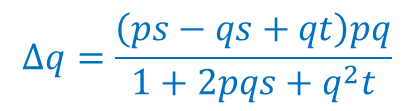 Δq = (ps − qs + qt)pq / 1 + 2pqs + q²t